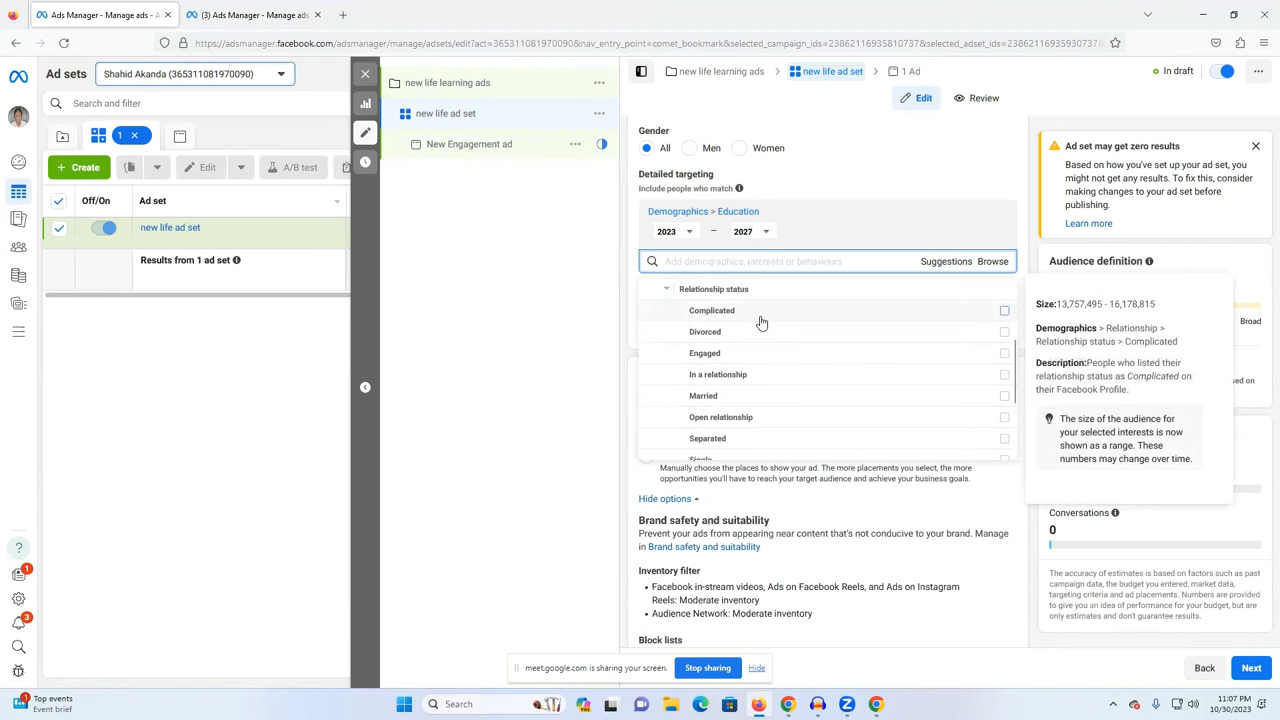 Ads Manager - Manage ads - A
(3) Ads Manager - Manage ads
https://adsmanager.facebook.com/adsmanager/manage/adsets/edit?act=365311081970090&nav_entry_point=comet_bookmark&selected_campaign_ids=23862116935810737&selected_adset_ids=2386211693593073
Ad sets
Shahid Akanda (365311081970090)
Search and filter
1
Create
Edit
A/B test
Off/On
Ad set
new life ad set
Results from 1 ad set
new life learning ads
new life ad set
New Engagement ad
new life learning ads
new life ad set
1 Ad
In draft
Edit
Review
Gender
All
Men
Women
Detailed targeting
Include people who match
Demographics > Education
2023
–
2027
Add demographics, interests or behaviours
Suggestions
Browse
Relationship status
Complicated
Divorced
Engaged
In a relationship
Married
Open relationship
Separated
Single
Manually choose the places to show your ad. The more placements you select, the more
opportunities you'll have to reach your target audience and achieve your business goals.
Hide options
Brand safety and suitability
Prevent your ads from appearing near content that's not conducive to your brand. Manage
in Brand safety and suitability
Inventory filter
• Facebook in-stream videos, Ads on Facebook Reels, and Ads on Instagram
Reels: Moderate inventory
• Audience Network: Moderate inventory
Block lists
Ad set may get zero results
Based on how you've set up your ad set, you
might not get any results. To fix this, consider
making changes to your ad set before
publishing.
Learn more
Audience definition
Broad
Size:13,757,495 - 16,178,815
Demographics > Relationship >
Relationship status > Complicated
Description:People who listed their
relationship status as Complicated on
their Facebook Profile.
The size of the audience for
your selected interests is now
shown as a range. These
numbers may change over time.
sed on
Conversations
0
The accuracy of estimates is based on factors such as past
campaign data, the budget you entered, market data,
targeting criteria and ad placements. Numbers are provided
to give you an idea of performance for your budget, but are
only estimates and don't guarantee results.
Back
Next
meet.google.com is sharing your screen.
Stop sharing
Hide
1
3
1
Top events
Event brief
Search
11:07 PM
10/30/2023